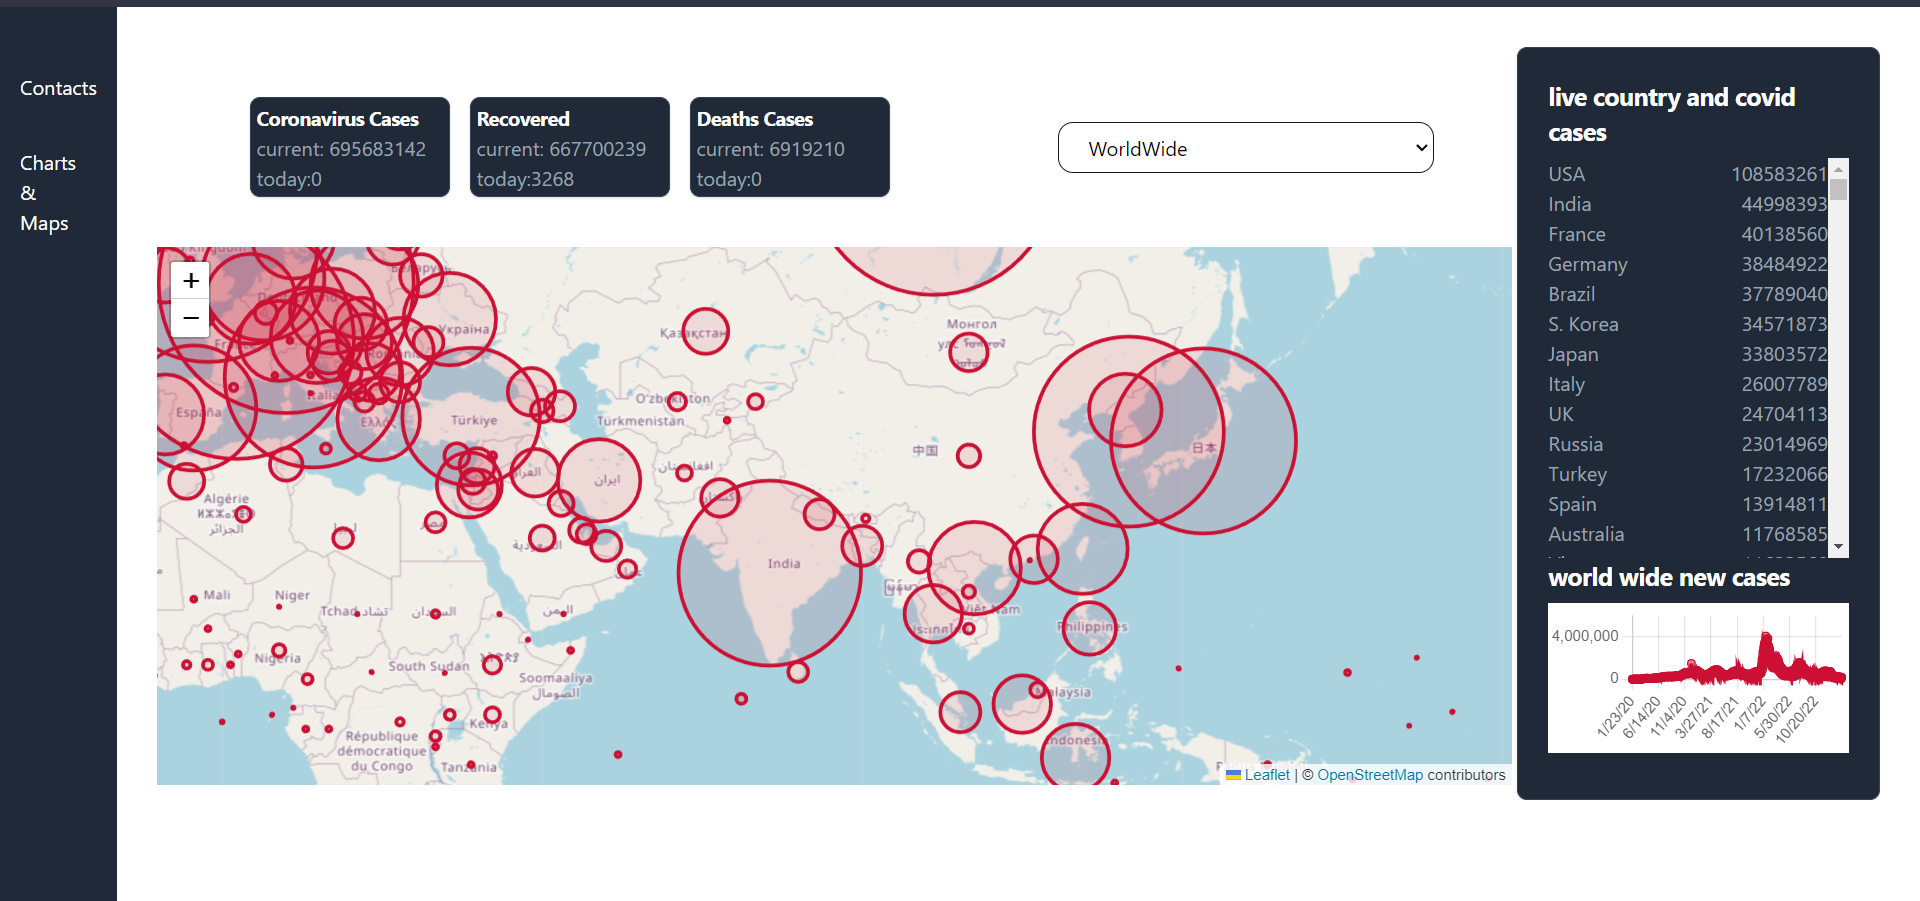 Contacts
Charts
&
Maps
Coronavirus Cases
current: 695683142
today:0
Recovered
current: 667700239
today:3268
Deaths Cases
current: 6919210
today:0
WorldWide
+
−
Україна
Қазақстан
Монгол
España
Türkiye
O'zbekiston
Türkmenistan
Ελλάς
中国
日本
ایران
Algérie
الجزائر
India
Mali
Niger
Tchad تشاد
السودان
اليمن
Việt Nam
Philippines
Nigeria
South Sudan
Soomaaliya
الصومال
Malaysia
Kenya
République
démocratique
du Congo
Tanzania
Indonesia
Leaflet | © OpenStreetMap contributors
live country and covid
cases
USA 108583261
India 44998393
France 40138560
Germany 38484922
Brazil 37789040
S. Korea 34571873
Japan 33803572
Italy 26007789
UK 24704113
Russia 23014969
Turkey 17232066
Spain 13914811
Australia 11768585
world wide new cases
4,000,000
0
1/23/20
6/14/20
11/4/20
3/27/21
8/17/21
1/7/22
5/30/22
10/20/22